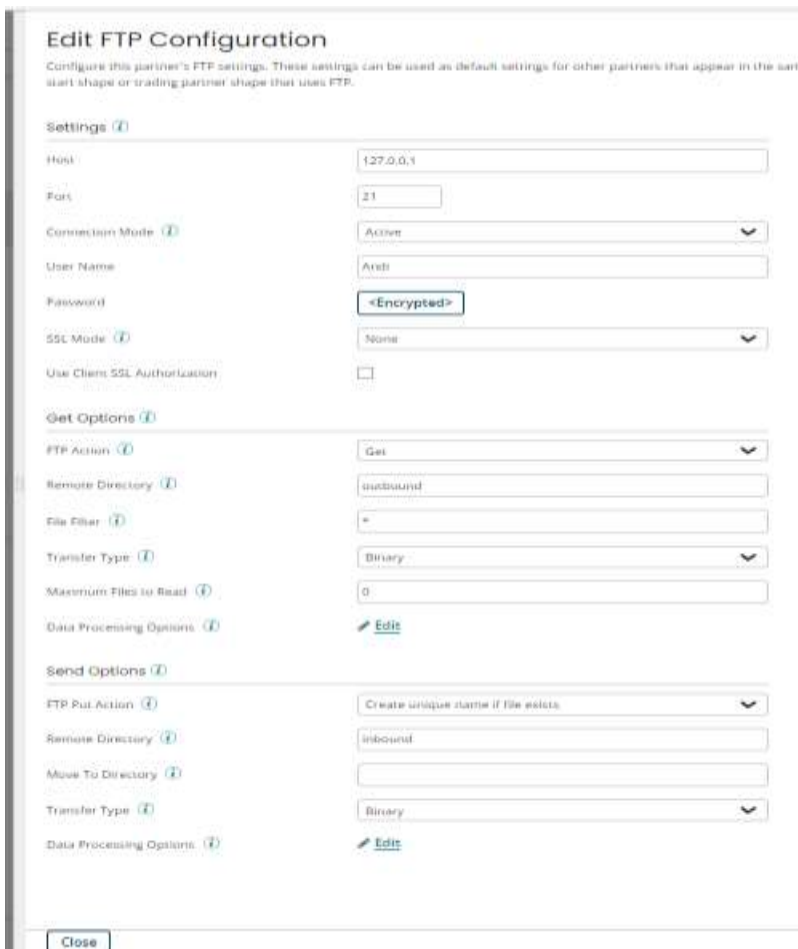 Edit FTP Configuration
Configure this partner's FTP settings. These settings can be used as default settings for other partners that appear in the
start shape or trading partner shape that uses FTP.
Settings
Host 127.0.0.1
Port 21
Connection Mode Active
User Name Andi
Password <Encrypted>
SSL Mode None
Use Client SSL Authorization
Get Options
FTP Action Get
Remote Directory outbound
File Filter *
Transfer Type Binary
Maximum Files to Read 0
Data Processing Options Edit
Send Options
FTP Put Action Create unique name if file exists
Remote Directory inbound
Move To Directory
Transfer Type Binary
Data Processing Options Edit
Close